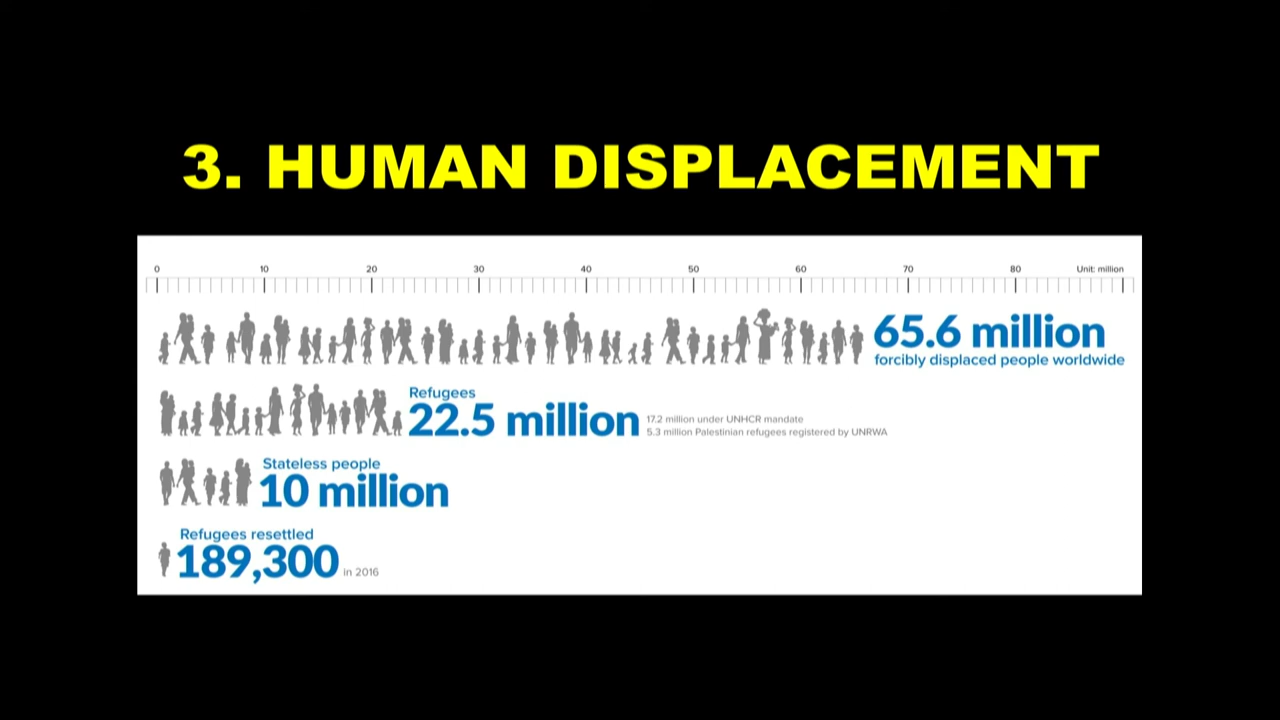 3. HUMAN DISPLACEMENT
0 10 20 30 40 50 60 70 80 Unit: million
65.6 million
forcibly displaced people worldwide
Refugees
22.5 million
17.2 million under UNHCR mandate
5.3 million Palestinian refugees registered by UNRWA
Stateless people
10 million
Refugees resettled
189,300 in 2016